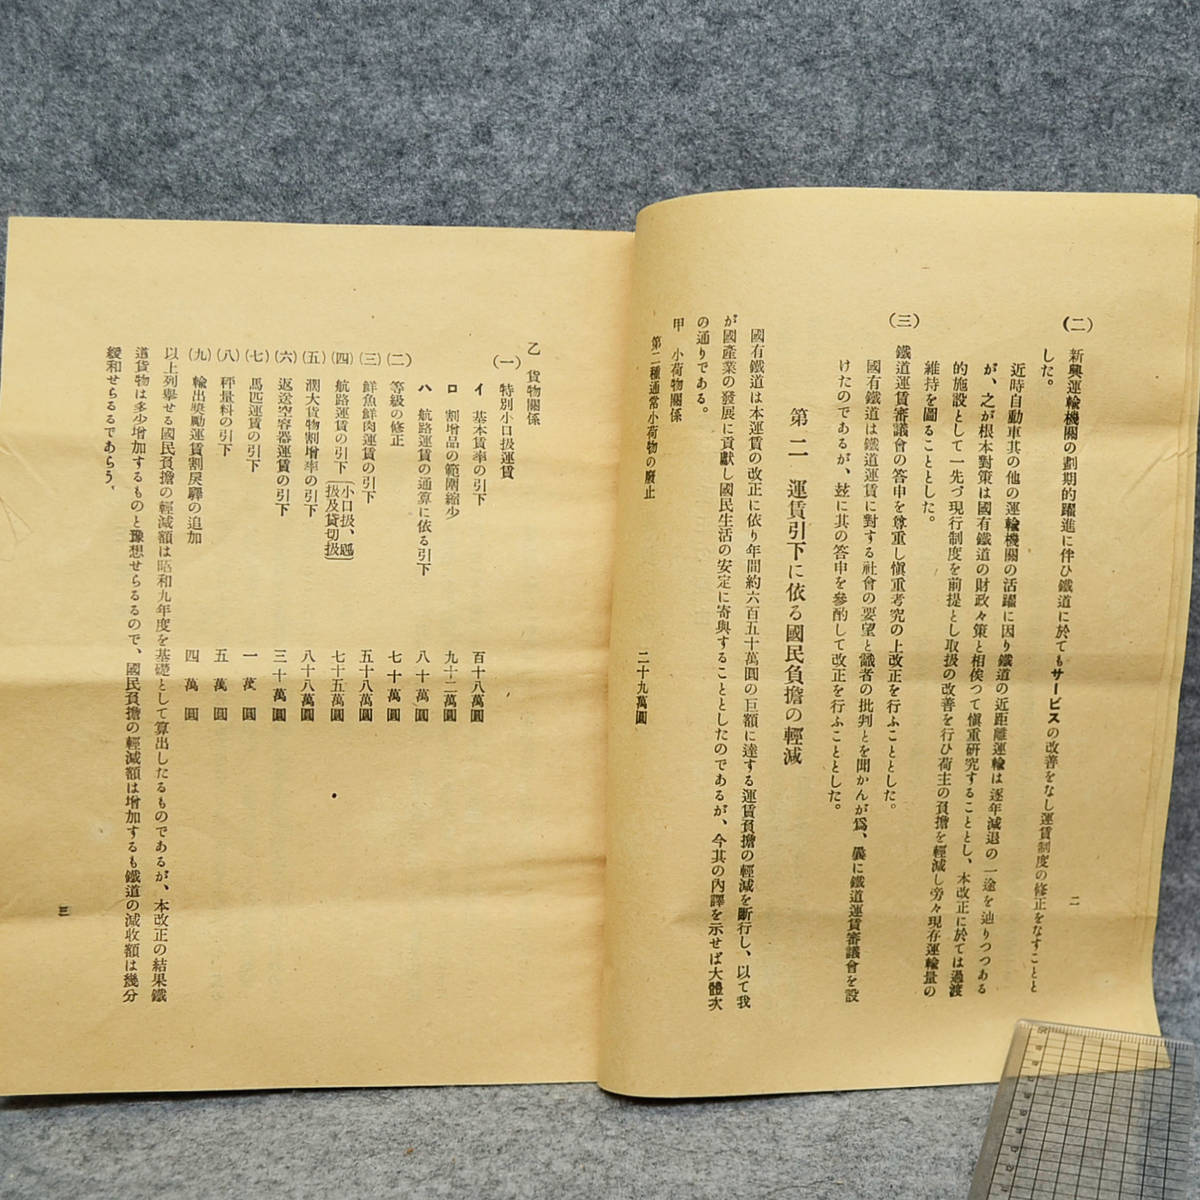 (二) 新興運輸機關の劃期的躍進に伴ひ鐵道に於てもサービスの改善をなし運賃制度の修正をなすことと
した。
近時自動車其の他の運輸機關の活躍に因り鐵道の近距離運輸は逐年減退の一途を辿りつつある
が、之が根本對策は國有鐵道の財政々策と相俟つて愼重硏究することとし、本改正に於ては過渡
的施設として一先づ現行制度を前提とし取扱の改善を行ひ荷主の負擔を輕減し旁々現存運輸量の
維持を圖ることとした。
(三) 鐵道運賃審議會の答申を尊重し愼重考究の上改正を行ふこととした。
國有鐵道は鐵道運賃に對する社會の要望と識者の批判とを聞かんが爲、曩に鐵道運賃審議會を設
けたのであるが、玆に其の答申を參酌して改正を行ふこととした。
第二 運賃引下に依る國民負擔の輕減
國有鐵道は本運賃の改正に依り年間約六百五十萬圓の巨額に達する運賃負擔の輕減を斷行し、以て我
が國產業の發展に貢獻し國民生活の安定に寄與することとしたのであるが、今其の內譯を示せば大體次
の通りである。
甲 小荷物關係
第二種通常小荷物の廢止 二十九萬圓
二
乙 貨物關係
(一) 特別小口扱運賃
イ 基本賃率の引下 百十八萬圓
ロ 割增品の範圍縮少 九十二萬圓
ハ 航路運賃の通算に依る引下 八十萬圓
(二) 等級の修正 七十萬圓
(三) 鮮魚鮮肉運賃の引下 五十八萬圓
(四) 航路運賃の引下(小口扱、噸扱及貸切扱) 七十五萬圓
(五) 濶大貨物割增率の引下 八十八萬圓
(六) 返送空容器運賃の引下 三十萬圓
(七) 馬匹運賃の引下 一萬圓
(八) 秤量料の引下 五萬圓
(九) 輸出奬勵運賃割戾驛の追加 四萬圓
以上列擧せる國民負擔の輕減額は昭和九年度を基礎として算出したるものであるが、本改正の結果鐵
道貨物は多少增加するものと豫想せらるるので、國民負擔の輕減額は增加するも鐵道の減收額は幾分
緩和せらるるであらう。
三